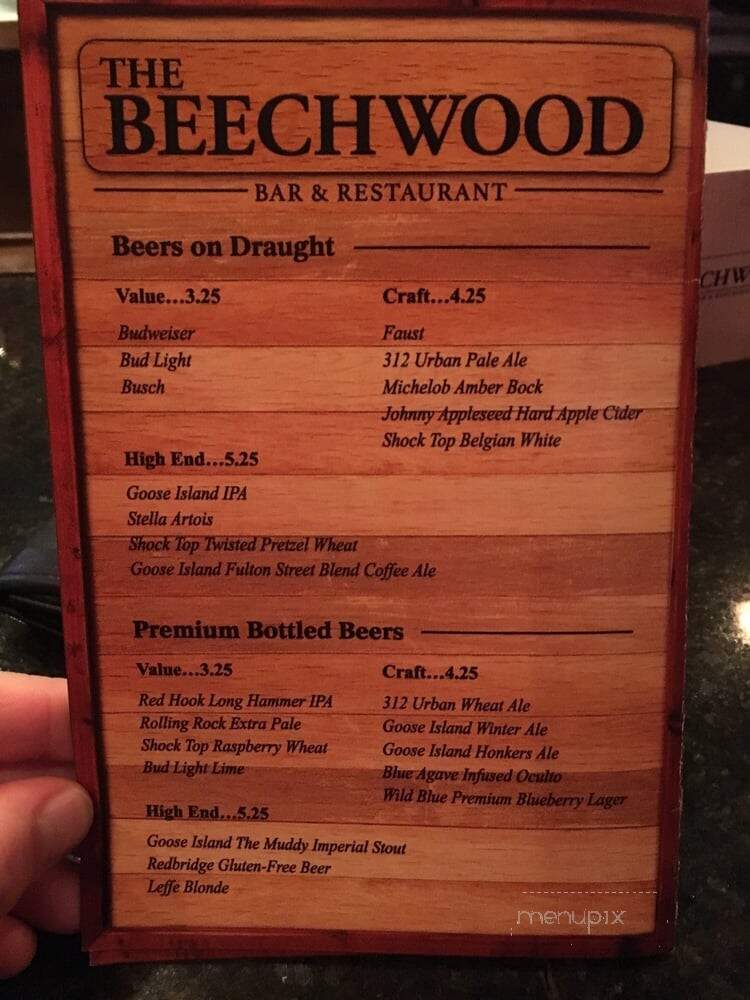 THE
BEECHWOOD
BAR & RESTAURANT
Beers on Draught
Value...3.25
Budweiser
Bud Light
Busch
Craft...4.25
Faust
312 Urban Pale Ale
Michelob Amber Bock
Johnny Appleseed Hard Apple Cider
Shock Top Belgian White
High End...5.25
Goose Island IPA
Stella Artois
Shock Top Twisted Pretzel Wheat
Goose Island Fulton Street Blend Coffee Ale
Premium Bottled Beers
Value...3.25
Red Hook Long Hammer IPA
Rolling Rock Extra Pale
Shock Top Raspberry Wheat
Bud Light Lime
Craft...4.25
312 Urban Wheat Ale
Goose Island Winter Ale
Goose Island Honkers Ale
Blue Agave Infused Oculto
Wild Blue Premium Blueberry Lager
High End...5.25
Goose Island The Muddy Imperial Stout
Redbridge Gluten-Free Beer
Leffe Blonde
menupix
CHW